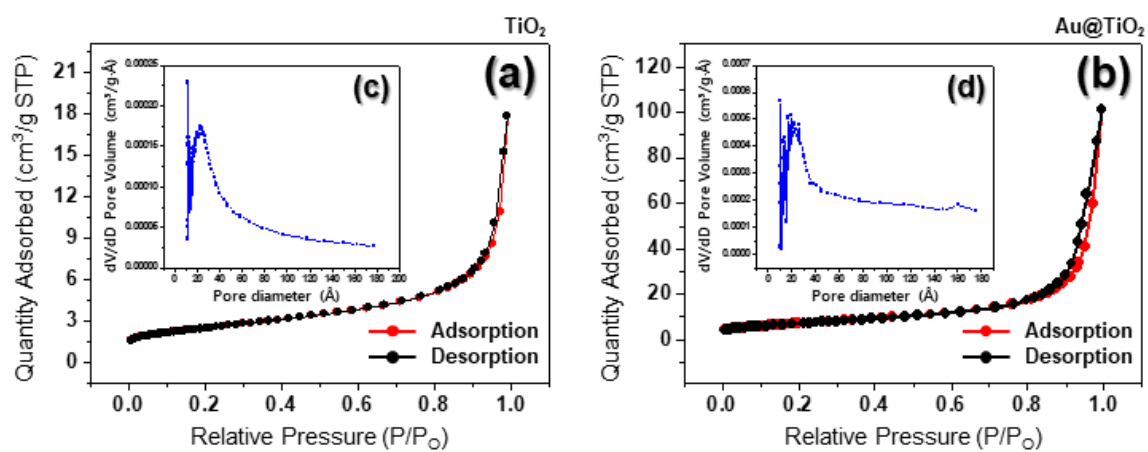 TiO₂
(a)
Quantity Adsorbed (cm³/g STP)
21
18
15
12
9
6
3
0
0.0 0.2 0.4 0.6 0.8 1.0
Relative Pressure (P/P₀)
Adsorption
Desorption
(c)
dV/dD Pore Volume (cm³/g·Å)
0.00025
0.00020
0.00015
0.00010
0.00005
0.00000
0 20 40 60 80 100 120 140 160 180 200
Pore diameter (Å)
Au@TiO₂
(b)
Quantity Adsorbed (cm³/g STP)
120
100
80
60
40
20
0
0.0 0.2 0.4 0.6 0.8 1.0
Relative Pressure (P/P₀)
Adsorption
Desorption
(d)
dV/dD Pore Volume (cm³/g·Å)
0.0007
0.0006
0.0005
0.0004
0.0003
0.0002
0.0001
0.0000
0 20 40 60 80 100 120 140 160 180
Pore diameter (Å)